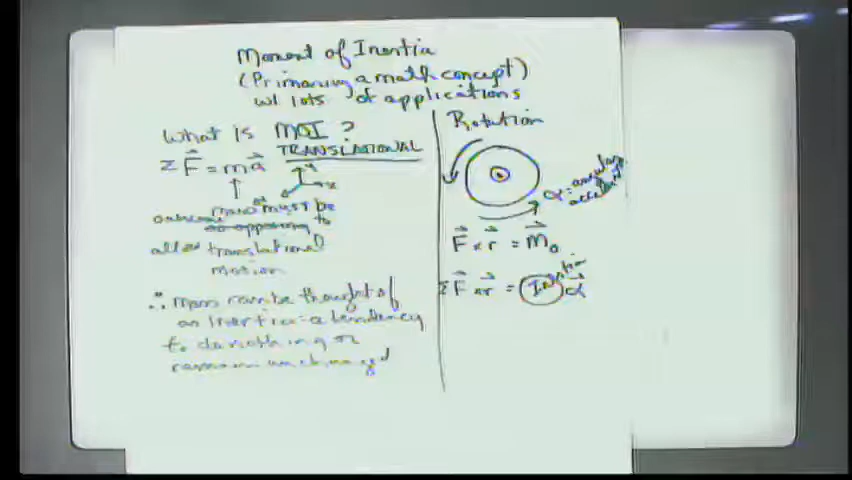 Moment of Inertia
(Primarily a math concept)
w/ lots of applications
What is MOI ?
TRANSLATIONAL
ΣF⃗ = ma⃗
mass must be
overcome to
allow translational
motion.
∴ Mass can be thought of
as Inertia = a tendency
to do nothing or
remain unchanged
Rotation
α = angular
acceleration
F⃗ × r⃗ = M⃗₀
ΣF⃗ × r⃗ = Inertia α⃗